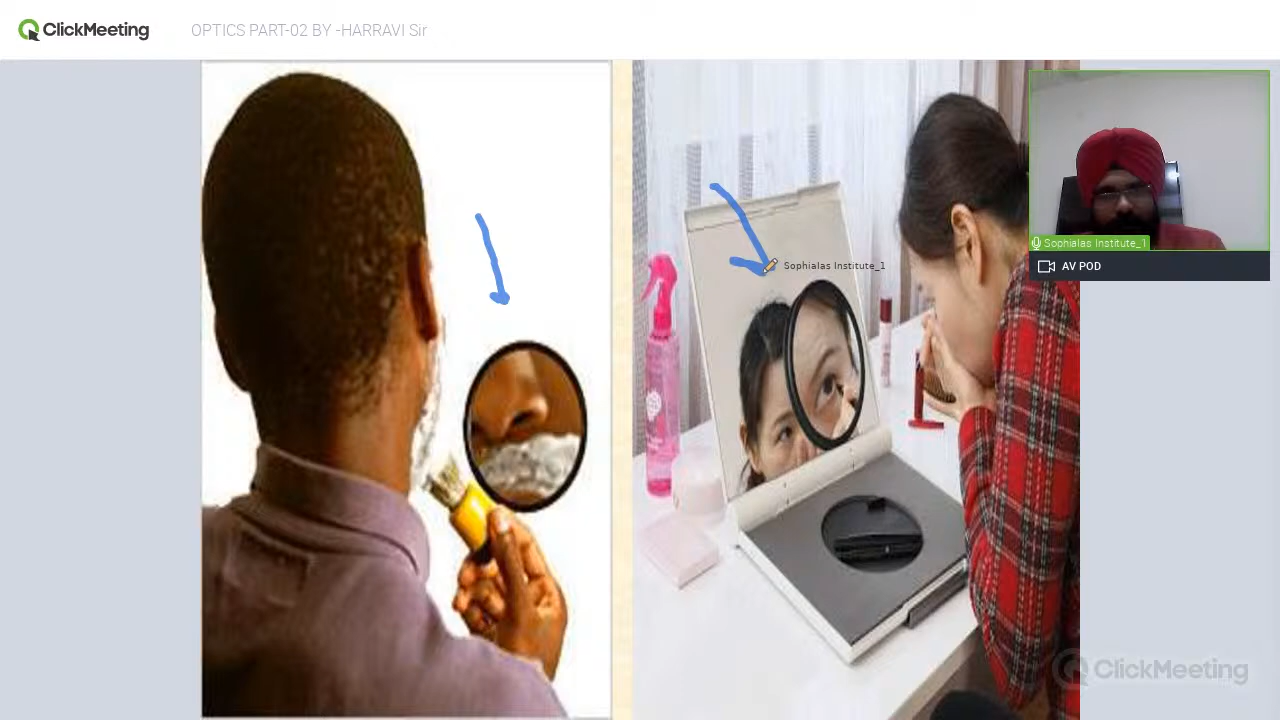 ClickMeeting
OPTICS PART-02 BY -HARRAVI Sir
Sophialas Institute_1
Sophialas Institute_1
AV POD
ClickMeeting